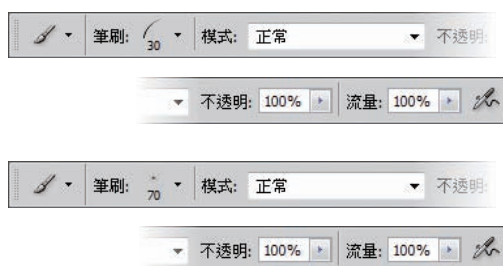 筆刷: 30 模式: 正常 不透明:
不透明: 100% 流量: 100%
筆刷: 70 模式: 正常 不透明:
不透明: 100% 流量: 100%